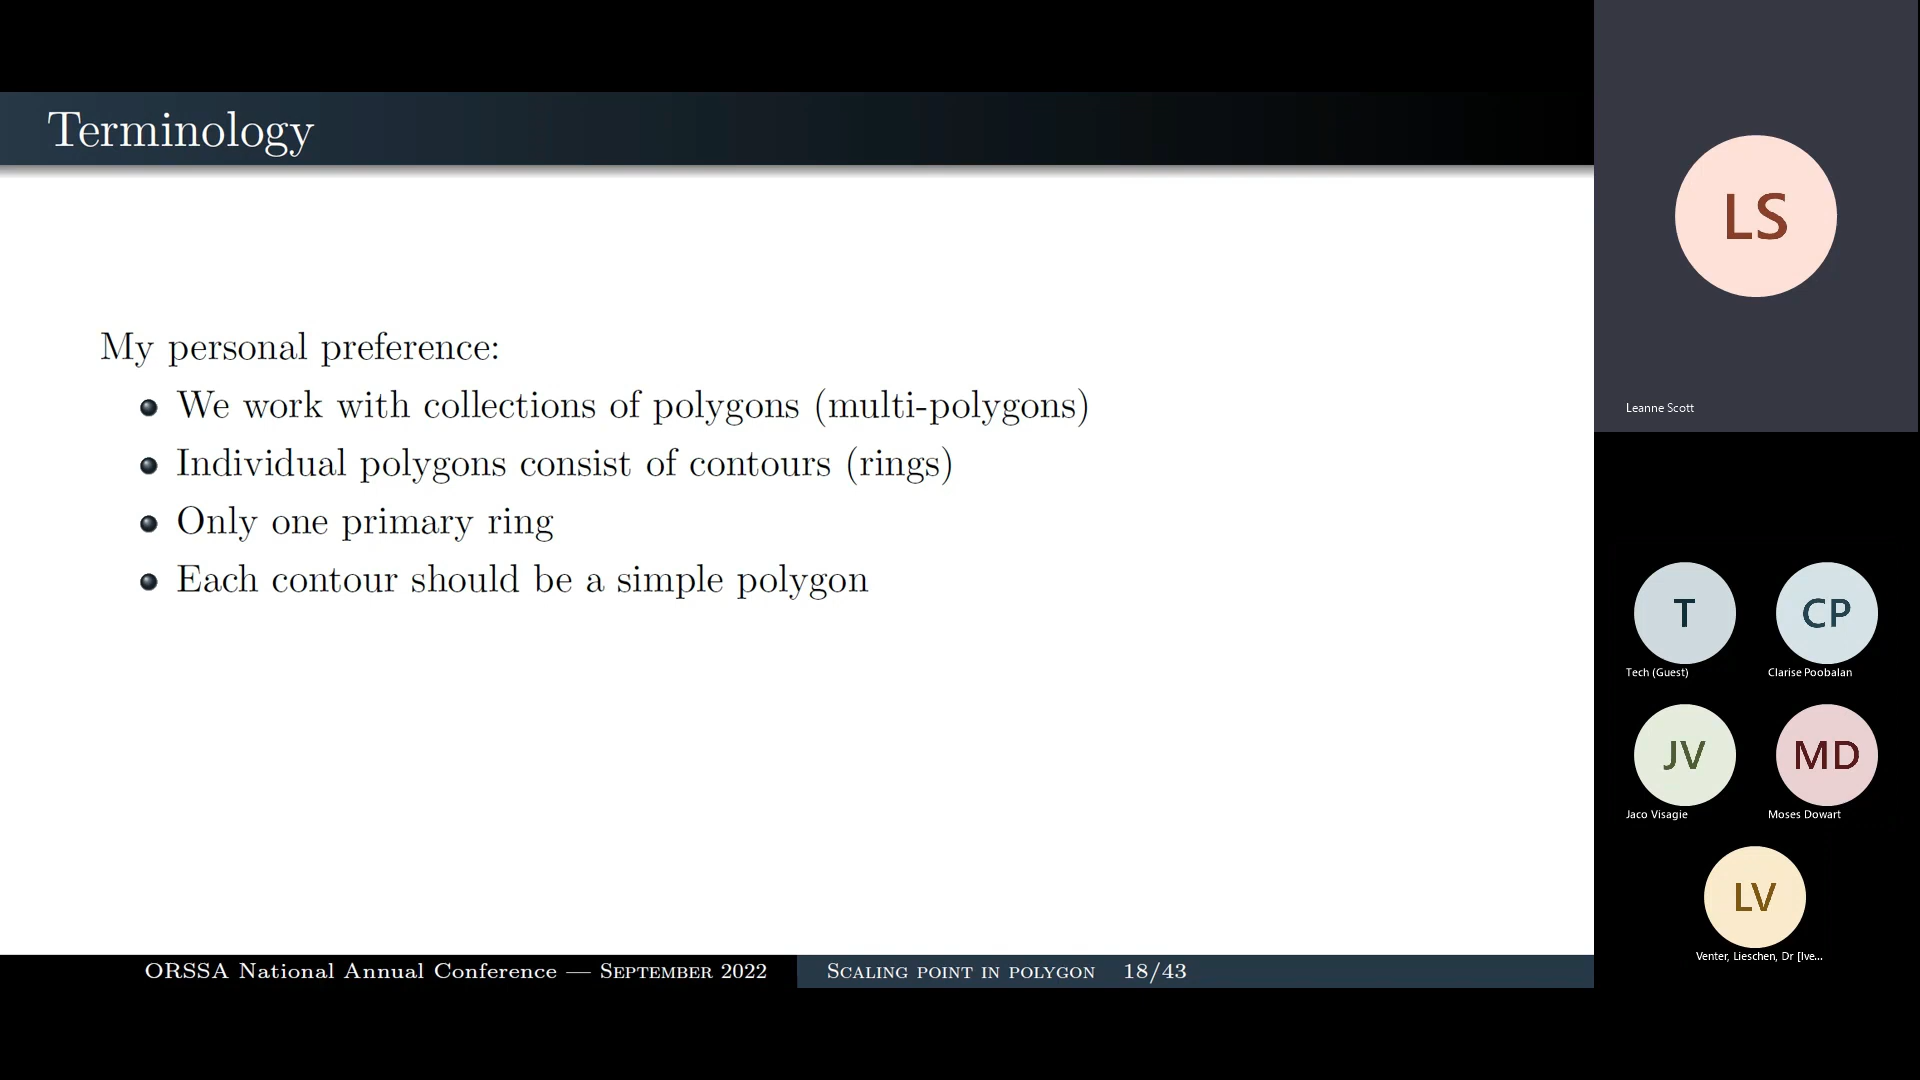 Terminology
My personal preference:
We work with collections of polygons (multi-polygons)
Individual polygons consist of contours (rings)
Only one primary ring
Each contour should be a simple polygon
ORSSA National Annual Conference — September 2022
Scaling point in polygon 18/43
LS
Leanne Scott
T
CP
Tech (Guest)
Clarise Poobalan
JV
MD
Jaco Visagie
Moses Dowart
LV
Venter, Lieschen, Dr [lve...